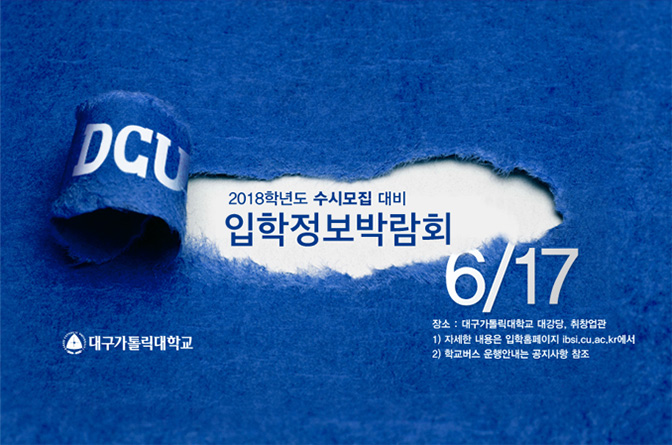 DCU
2018학년도 수시모집 대비
입학정보박람회
6/17
장소 : 대구가톨릭대학교 대강당, 취창업관
1) 자세한 내용은 입학홈페이지 ibsi.cu.ac.kr에서
2) 학교버스 운행안내는 공지사항 참조
대구가톨릭대학교